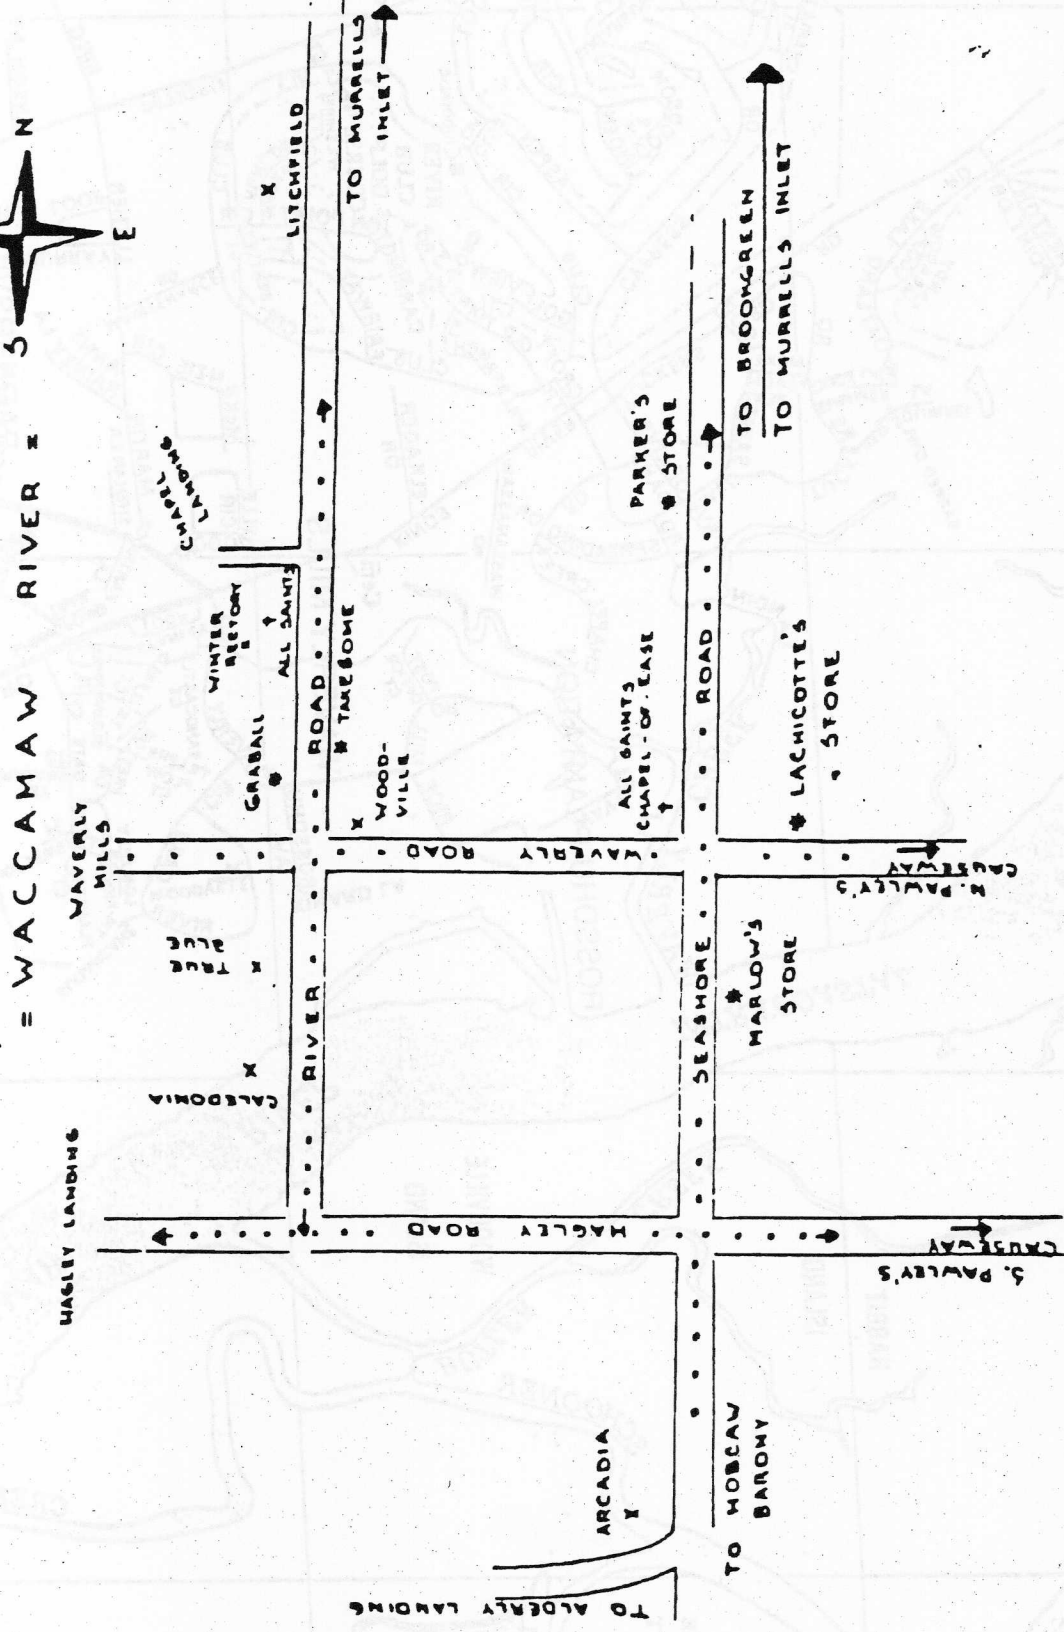 = WACCAMAW RIVER =
S
N
E
WAVERLY
MILLS
HAGLEY LANDING
CHAPEL
LANDING
LITCHFIELD
TO MURRELLS
INLET
WINTER
RECTORY
ALL SAINTS
GRABALL
TRUE
BLUE
CALEDONIA
RIVER ROAD
TAKEBOME
WOOD-
VILLE
WAVERLY ROAD
HAGLEY ROAD
PARKER'S
STORE
ALL SAINTS
CHAPEL-OF-EASE
SEASHORE ROAD
ARCADIA
TO ALDERLY LANDING
TO HOBCAW
BARONY
MARLOW'S
STORE
LACHICOTTE'S
STORE
TO BROOKGREEN
TO MURRELLS INLET
N. PAWLEY'S
CAUSEWAY
S. PAWLEY'S
CAUSEWAY